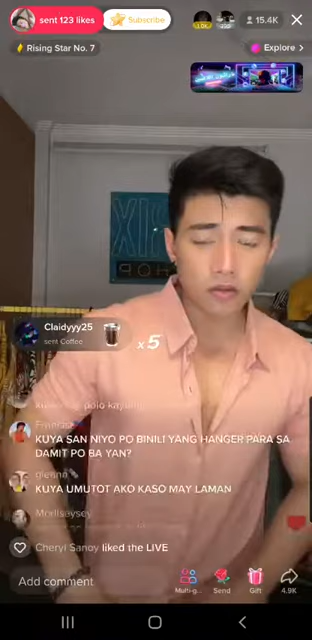 sent 123 likes
Subscribe
15.4K
Rising Star No. 7
Explore >
Claidyyy25
sent Coffee
x5
KUYA SAN NIYO PO BINILI YANG HANGER PARA SA
DAMIT PO BA YAN?
KUYA UMUTOT AKO KASO MAY LAMAN
Cheryl Sanoy liked the LIVE
Add comment
Multi-g...
Send
Gift
4.9K